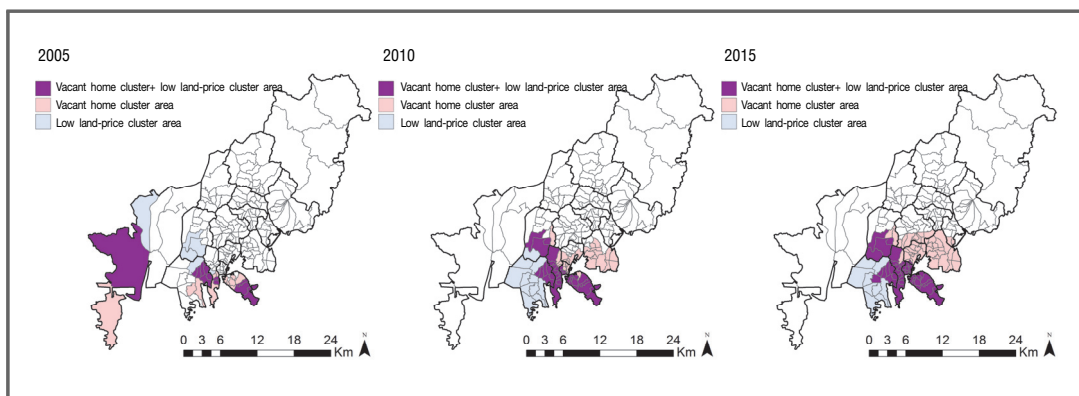 2005
Vacant home cluster+ low land-price cluster area
Vacant home cluster area
Low land-price cluster area
N
0 3 6 12 18 24
Km
2010
Vacant home cluster+ low land-price cluster area
Vacant home cluster area
Low land-price cluster area
N
0 3 6 12 18 24
Km
2015
Vacant home cluster+ low land-price cluster area
Vacant home cluster area
Low land-price cluster area
N
0 3 6 12 18 24
Km